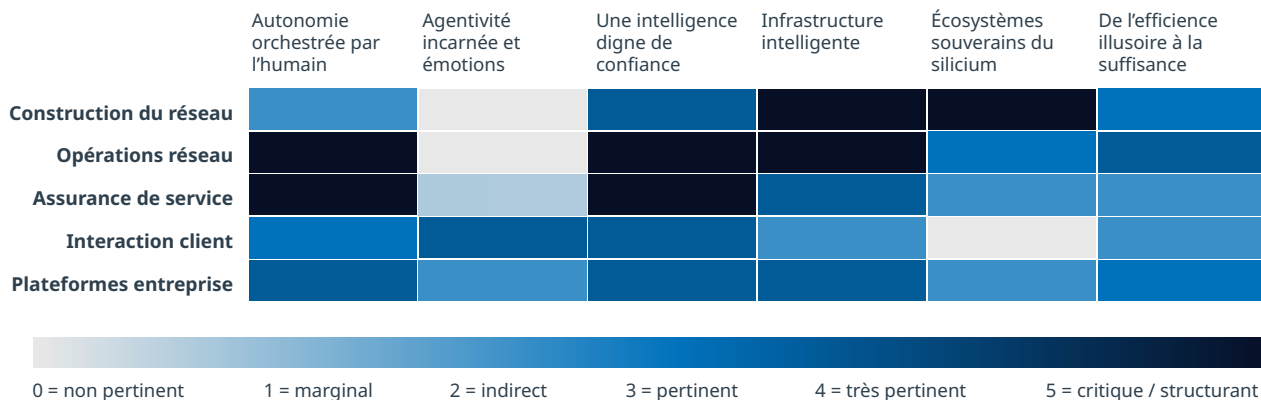 Autonomie
orchestrée par
l’humain
Agentivité
incarnée et
émotions
Une intelligence
digne de
confiance
Infrastructure
intelligente
Écosystèmes
souverains du
silicium
De l’efficience
illusoire à la
suffisance
Construction du réseau
Opérations réseau
Assurance de service
Interaction client
Plateformes entreprise
0 = non pertinent
1 = marginal
2 = indirect
3 = pertinent
4 = très pertinent
5 = critique / structurant